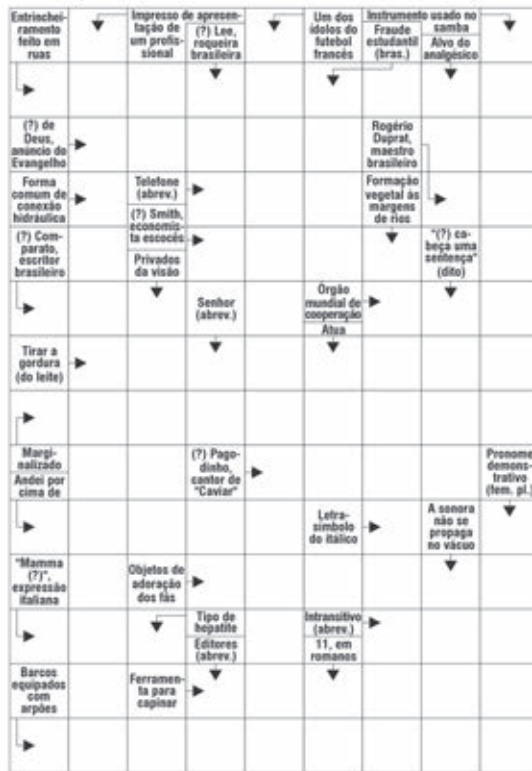 Entrincheiramento
feito em
ruas
Impresso de apresen-
tação de
um profis-
sional
(?) Lee,
roqueira
brasileira
Um dos
ídolos do
futebol
francês
Instrumento usado no
samba
Fraude
estudantil
(bras.)
Alvo do
analgésico
(?) de
Deus,
anúncio do
Evangelho
Rogério
Duprat,
maestro
brasileiro
Forma
comum de
conexão
hidráulica
Telefone
(abrev.)
(?) Smith,
economis-
ta escocês
Formação
vegetal às
margens
de rios
(?) Com-
parato,
escritor
brasileiro
Privados
da visão
"(?) ca-
beça uma
sentença"
(dito)
Senhor
(abrev.)
Órgão
mundial de
cooperação
Atua
Tirar a
gordura
(do leite)
Margi-
nalizado
Andei por
cima de
(?) Pago-
dinho,
cantor de
"Caviar"
Pronome
demons-
trativo
(fem. pl.)
Letra-
símbolo
do itálico
A sonora
não se
propaga
no vácuo
"Mamma
(?)",
expressão
italiana
Objetos de
adoração
dos fãs
Tipo de
hepatite
Editores
(abrev.)
Intransitivo
(abrev.)
11, em
romanos
Barcos
equipados
com
arpões
Ferramen-
ta para
capinar